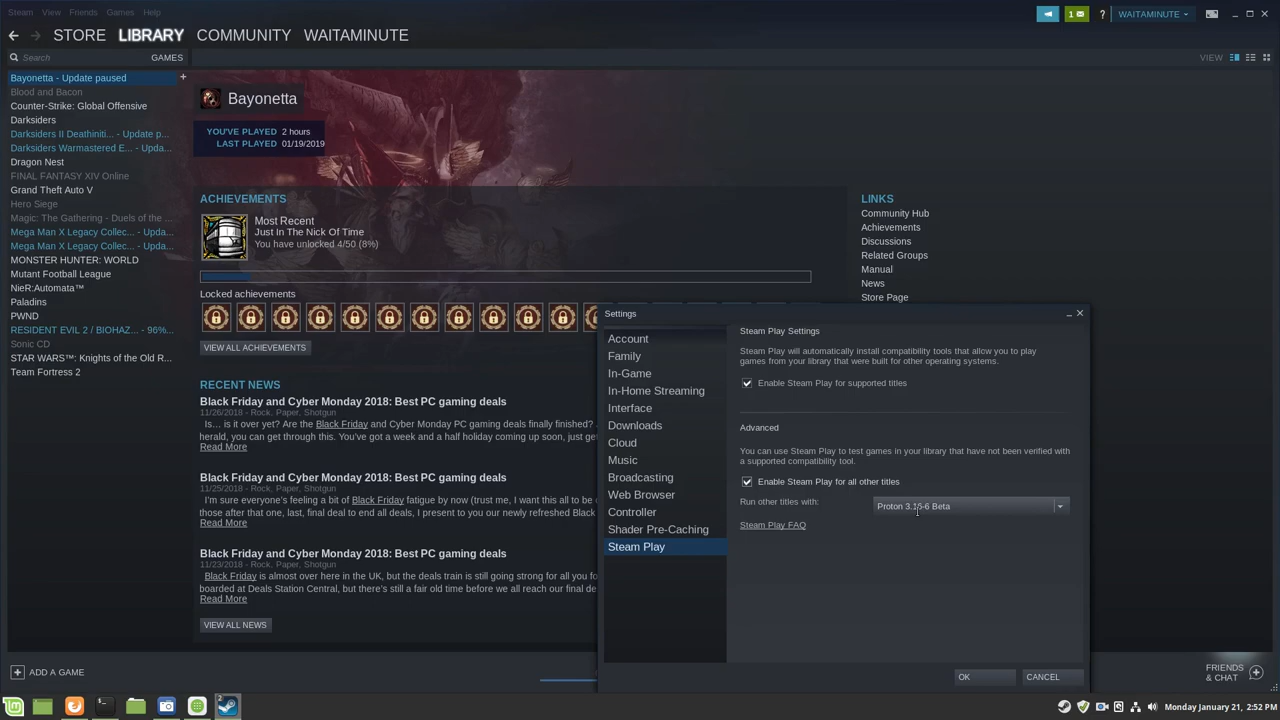 Steam View Friends Games Help
1
?
WAITAMINUTE
STORE LIBRARY COMMUNITY WAITAMINUTE
Search GAMES
VIEW
Bayonetta - Update paused +
Blood and Bacon
Counter-Strike: Global Offensive
Darksiders
Darksiders II Deathiniti... - Update p...
Darksiders Warmastered E... - Upda...
Dragon Nest
FINAL FANTASY XIV Online
Grand Theft Auto V
Hero Siege
Magic: The Gathering - Duels of the ...
Mega Man X Legacy Collec... - Upda...
Mega Man X Legacy Collec... - Upda...
MONSTER HUNTER: WORLD
Mutant Football League
NieR:Automata™
Paladins
PWND
RESIDENT EVIL 2 / BIOHAZ... - 96%...
Sonic CD
STAR WARS™: Knights of the Old R...
Team Fortress 2
Bayonetta
YOU'VE PLAYED 2 hours
LAST PLAYED 01/19/2019
ACHIEVEMENTS
Most Recent
Just In The Nick Of Time
You have unlocked 4/50 (8%)
Locked achievements
VIEW ALL ACHIEVEMENTS
RECENT NEWS
Black Friday and Cyber Monday 2018: Best PC gaming deals
11/26/2018 - Rock, Paper, Shotgun
Is… is it over yet? Are the Black Friday and Cyber Monday PC gaming deals finally finished?
herald, you can get through this. You've got a week and a half holiday coming up soon, just get
Read More
Black Friday and Cyber Monday 2018: Best PC gaming deals
11/25/2018 - Rock, Paper, Shotgun
I'm sure everyone's feeling a bit of Black Friday fatigue by now (trust me, I want this all to be
those after that one, last, final deal to end all deals, I present to you our newly refreshed Black
Read More
Black Friday and Cyber Monday 2018: Best PC gaming deals
11/23/2018 - Rock, Paper, Shotgun
Black Friday is almost over here in the UK, but the deals train is still going strong for all you
boarded at Deals Station Central, but there's still a fair old time before we all reach our final
Read More
VIEW ALL NEWS
LINKS
Community Hub
Achievements
Discussions
Related Groups
Manual
News
Store Page
Settings
Account
Family
In-Game
In-Home Streaming
Interface
Downloads
Cloud
Music
Broadcasting
Web Browser
Controller
Shader Pre-Caching
Steam Play
Steam Play Settings
Steam Play will automatically install compatibility tools that allow you to play
games from your library that were built for other operating systems.
Enable Steam Play for supported titles
Advanced
You can use Steam Play to test games in your library that have not been verified with
a supported compatibility tool.
Enable Steam Play for all other titles
Run other titles with: Proton 3.16-6 Beta
Steam Play FAQ
OK CANCEL
+ ADD A GAME
FRIENDS
& CHAT
2
Monday January 21, 2:52 PM